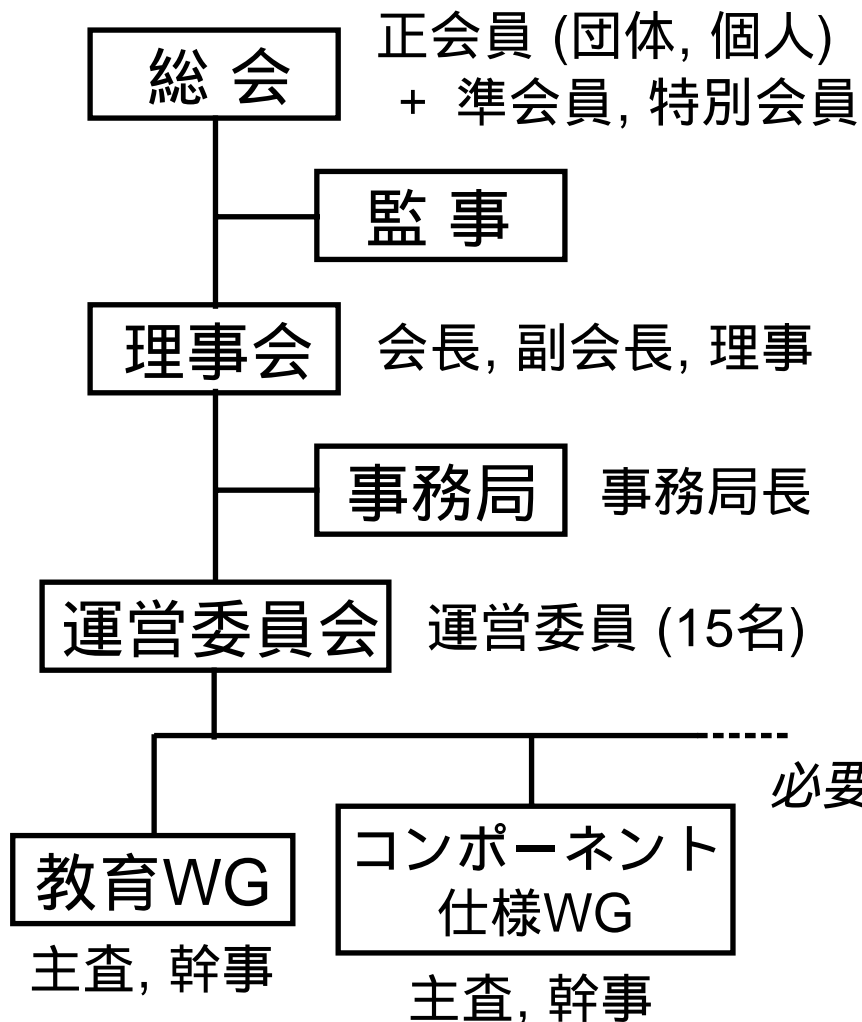 総 会
正会員 (団体, 個人)
+ 準会員, 特別会員
監 事
理事会
会長, 副会長, 理事
事務局
事務局長
運営委員会
運営委員 (15名)
必要
教育WG
主査, 幹事
コンポーネント
仕様WG
主査, 幹事